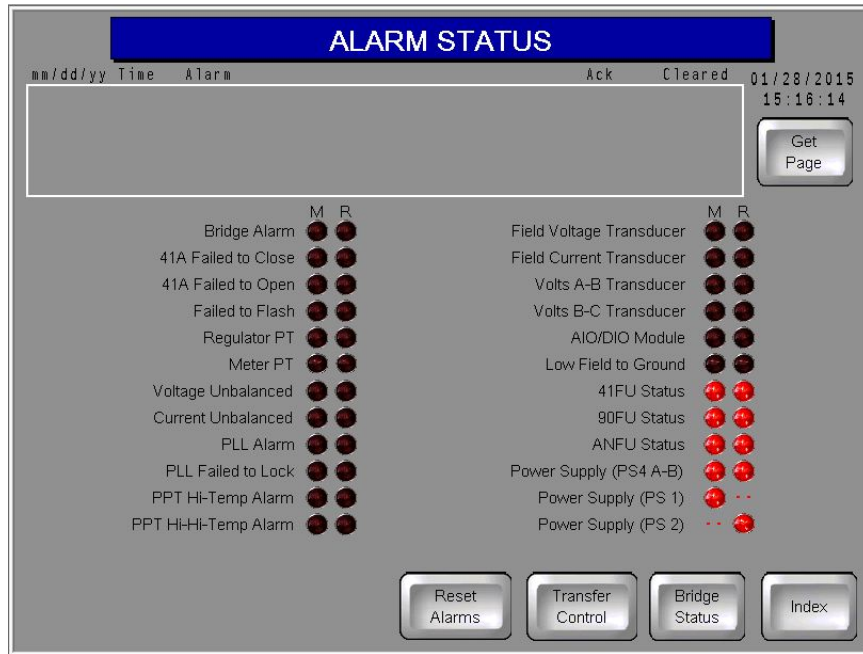 ALARM STATUS
mm/dd/yy Time Alarm Ack Cleared
01/28/2015
15:16:14
Get
Page
M R
Bridge Alarm
41A Failed to Close
41A Failed to Open
Failed to Flash
Regulator PT
Meter PT
Voltage Unbalanced
Current Unbalanced
PLL Alarm
PLL Failed to Lock
PPT Hi-Temp Alarm
PPT Hi-Hi-Temp Alarm
M R
Field Voltage Transducer
Field Current Transducer
Volts A-B Transducer
Volts B-C Transducer
AIO/DIO Module
Low Field to Ground
41FU Status
90FU Status
ANFU Status
Power Supply (PS4 A-B)
Power Supply (PS 1) --
Power Supply (PS 2) --
Reset
Alarms
Transfer
Control
Bridge
Status
Index